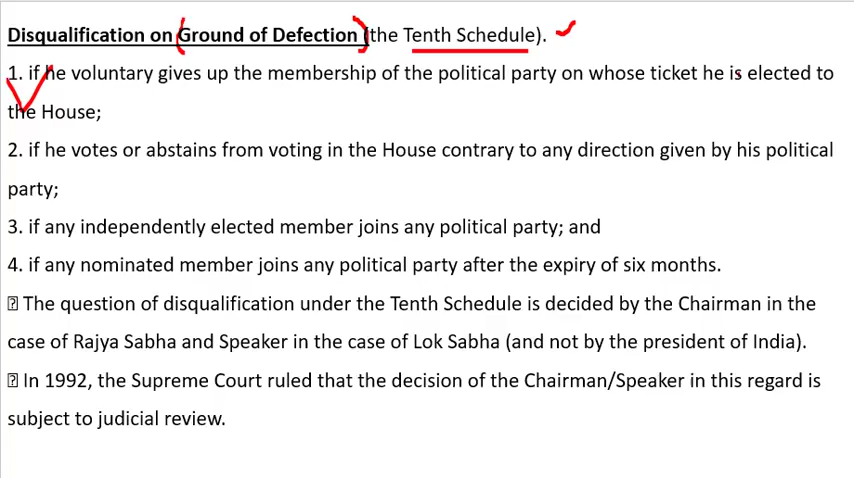 Disqualification on Ground of Defection (the Tenth Schedule).
1. if he voluntary gives up the membership of the political party on whose ticket he is elected to
the House;
2. if he votes or abstains from voting in the House contrary to any direction given by his political
party;
3. if any independently elected member joins any political party; and
4. if any nominated member joins any political party after the expiry of six months.
The question of disqualification under the Tenth Schedule is decided by the Chairman in the
case of Rajya Sabha and Speaker in the case of Lok Sabha (and not by the president of India).
In 1992, the Supreme Court ruled that the decision of the Chairman/Speaker in this regard is
subject to judicial review.